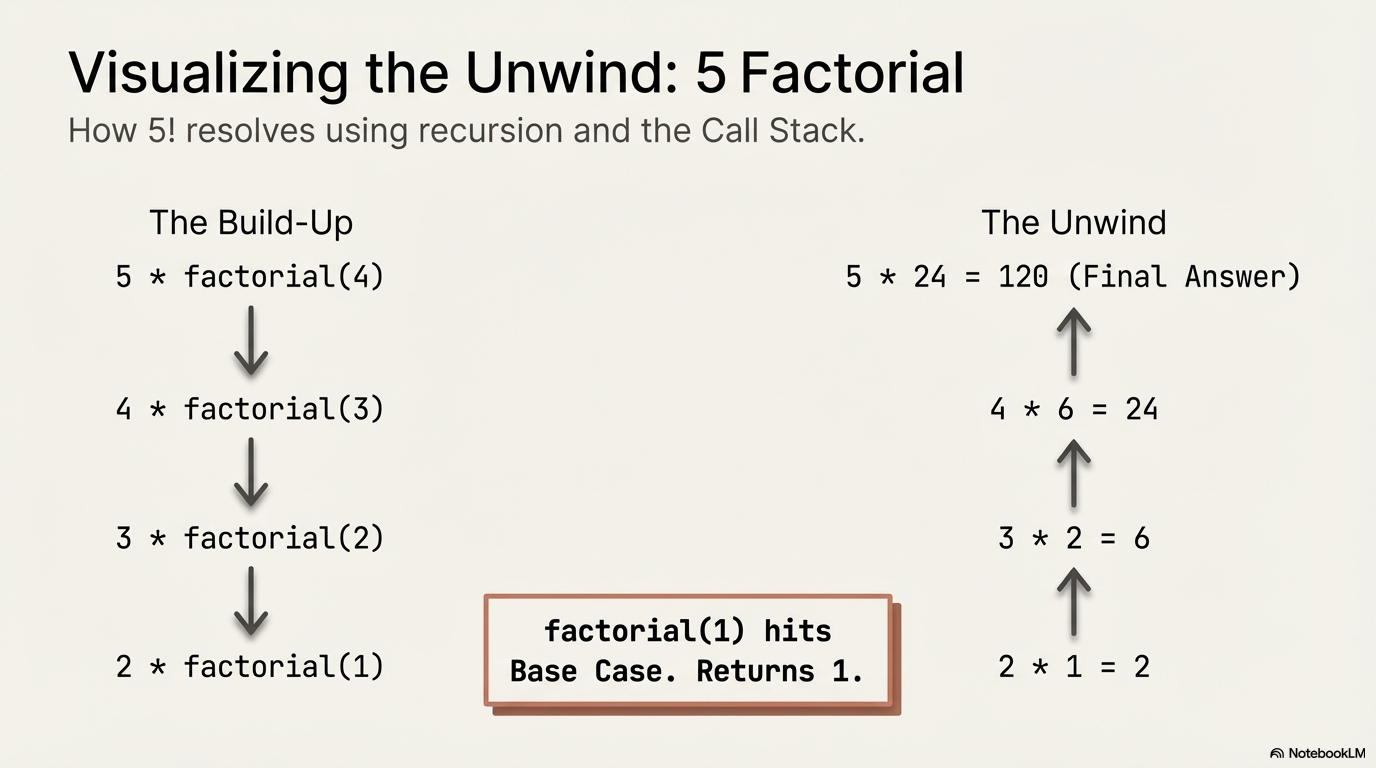 Visualizing the Unwind: 5 Factorial
How 5! resolves using recursion and the Call Stack.
The Build-Up
5 * factorial(4)
4 * factorial(3)
3 * factorial(2)
2 * factorial(1)
factorial(1) hits
Base Case. Returns 1.
The Unwind
5 * 24 = 120 (Final Answer)
4 * 6 = 24
3 * 2 = 6
2 * 1 = 2
NotebookLM